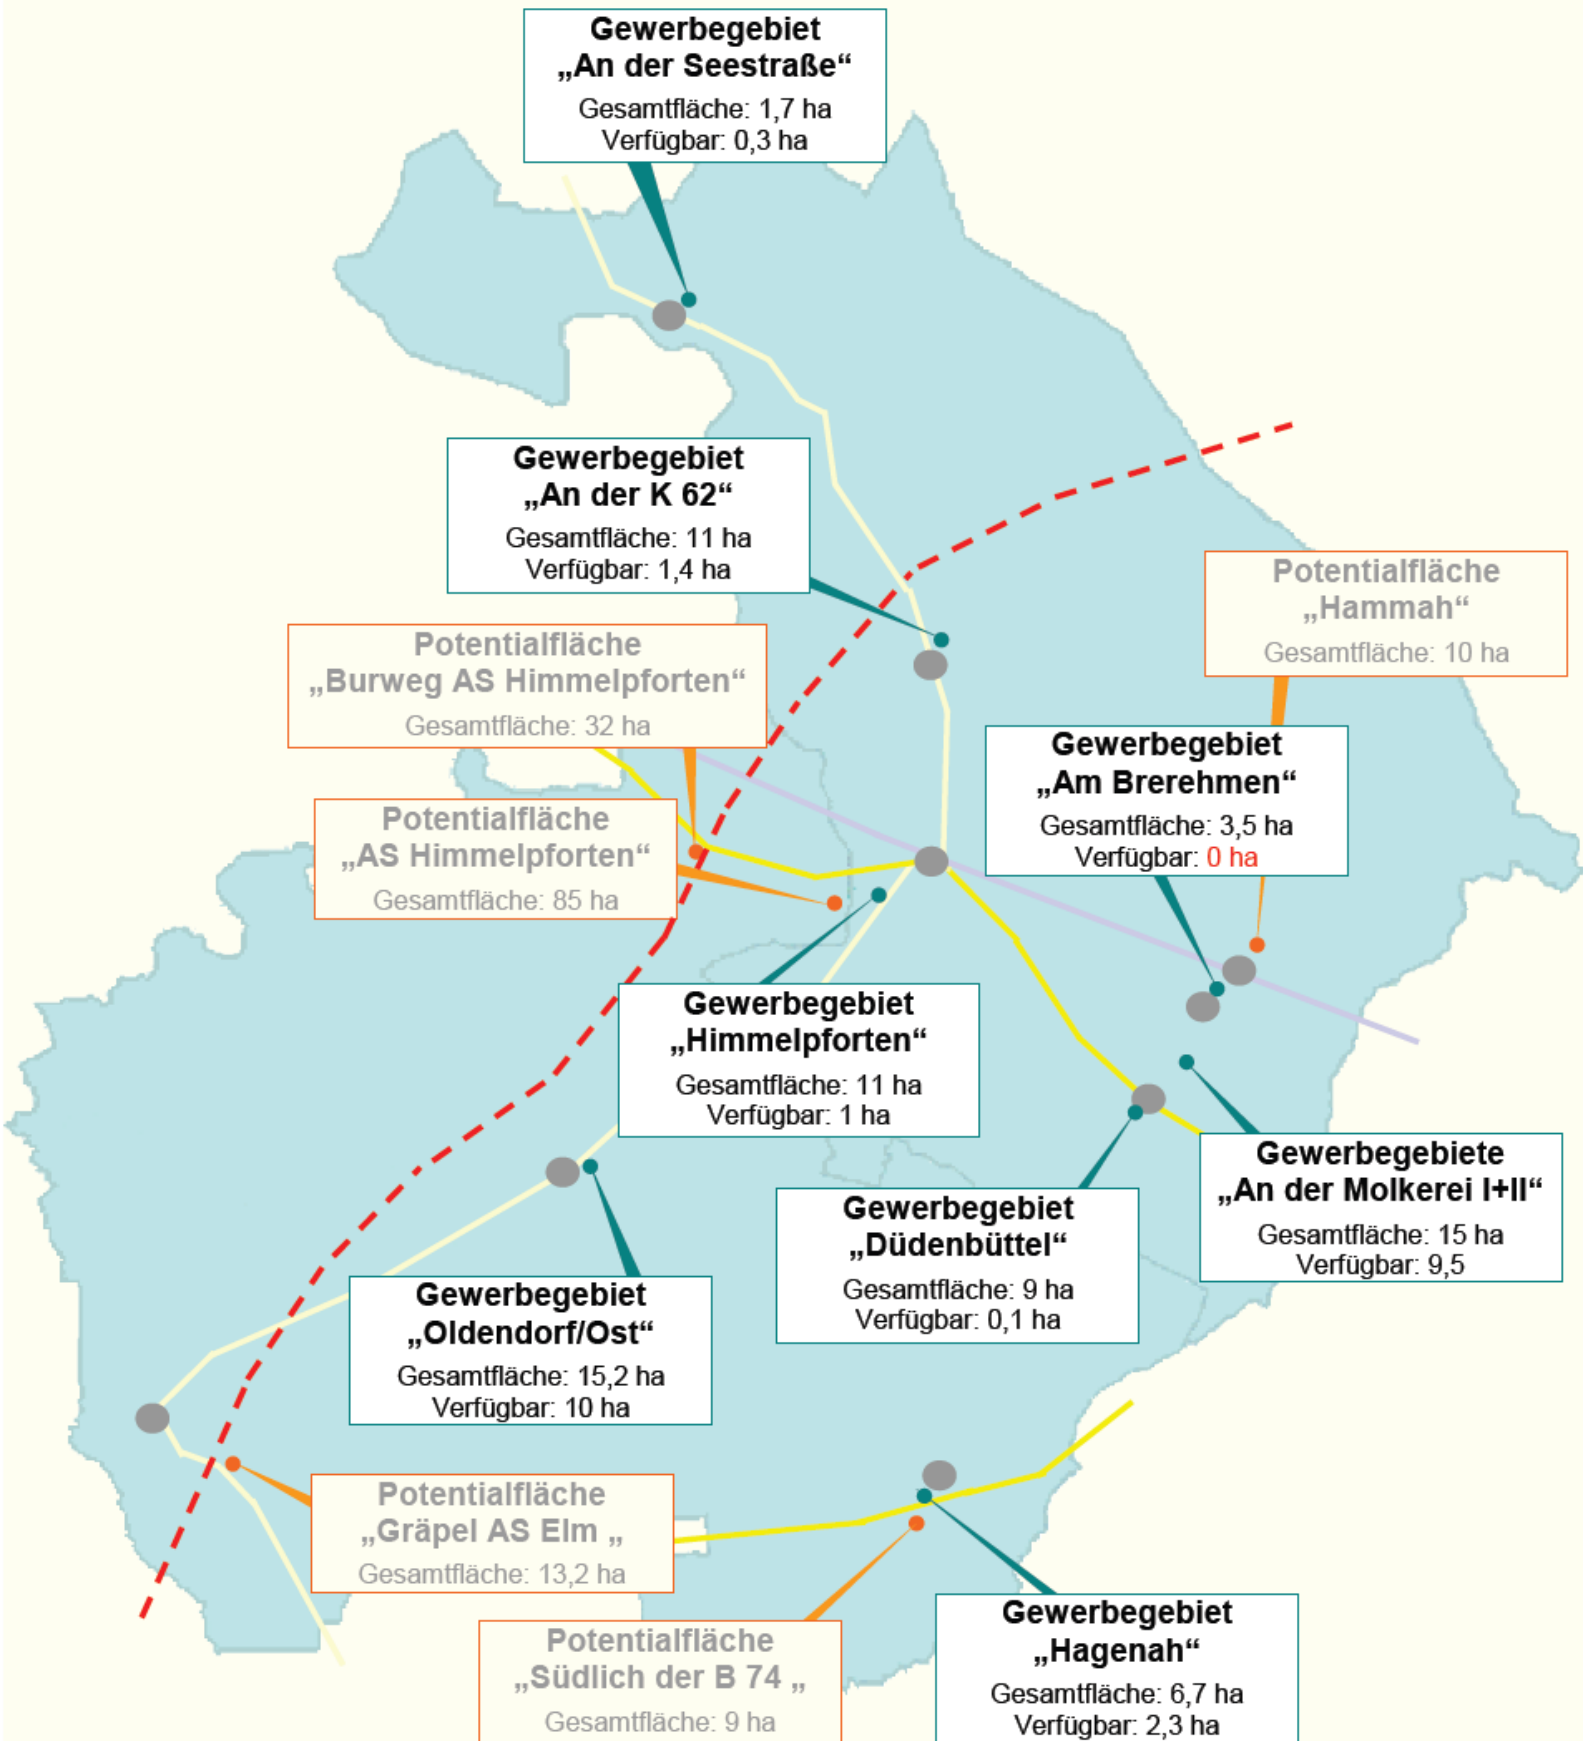 Gewerbegebiet
„An der Seestraße“
Gesamtfläche: 1,7 ha
Verfügbar: 0,3 ha
Gewerbegebiet
„An der K 62“
Gesamtfläche: 11 ha
Verfügbar: 1,4 ha
Potentialfläche
„Hammah“
Gesamtfläche: 10 ha
Potentialfläche
„Burweg AS Himmelpforten“
Gesamtfläche: 32 ha
Gewerbegebiet
„Am Brerehmen“
Gesamtfläche: 3,5 ha
Verfügbar: 0 ha
Potentialfläche
„AS Himmelpforten“
Gesamtfläche: 85 ha
Gewerbegebiet
„Himmelpforten“
Gesamtfläche: 11 ha
Verfügbar: 1 ha
Gewerbegebiete
„An der Molkerei I+II“
Gesamtfläche: 15 ha
Verfügbar: 9,5
Gewerbegebiet
„Düdenbüttel“
Gesamtfläche: 9 ha
Verfügbar: 0,1 ha
Gewerbegebiet
„Oldendorf/Ost“
Gesamtfläche: 15,2 ha
Verfügbar: 10 ha
Potentialfläche
„Gräpel AS Elm „
Gesamtfläche: 13,2 ha
Potentialfläche
„Südlich der B 74 „
Gesamtfläche: 9 ha
Gewerbegebiet
„Hagenah“
Gesamtfläche: 6,7 ha
Verfügbar: 2,3 ha